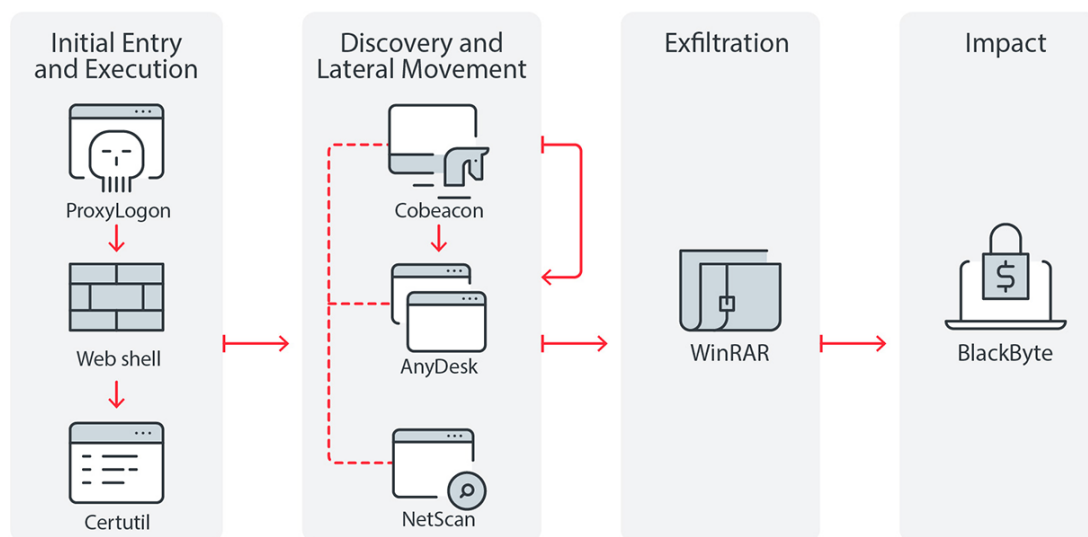 Initial Entry
and Execution
ProxyLogon
Web shell
Certutil
Discovery and
Lateral Movement
Cobeacon
AnyDesk
NetScan
Exfiltration
WinRAR
Impact
$
BlackByte